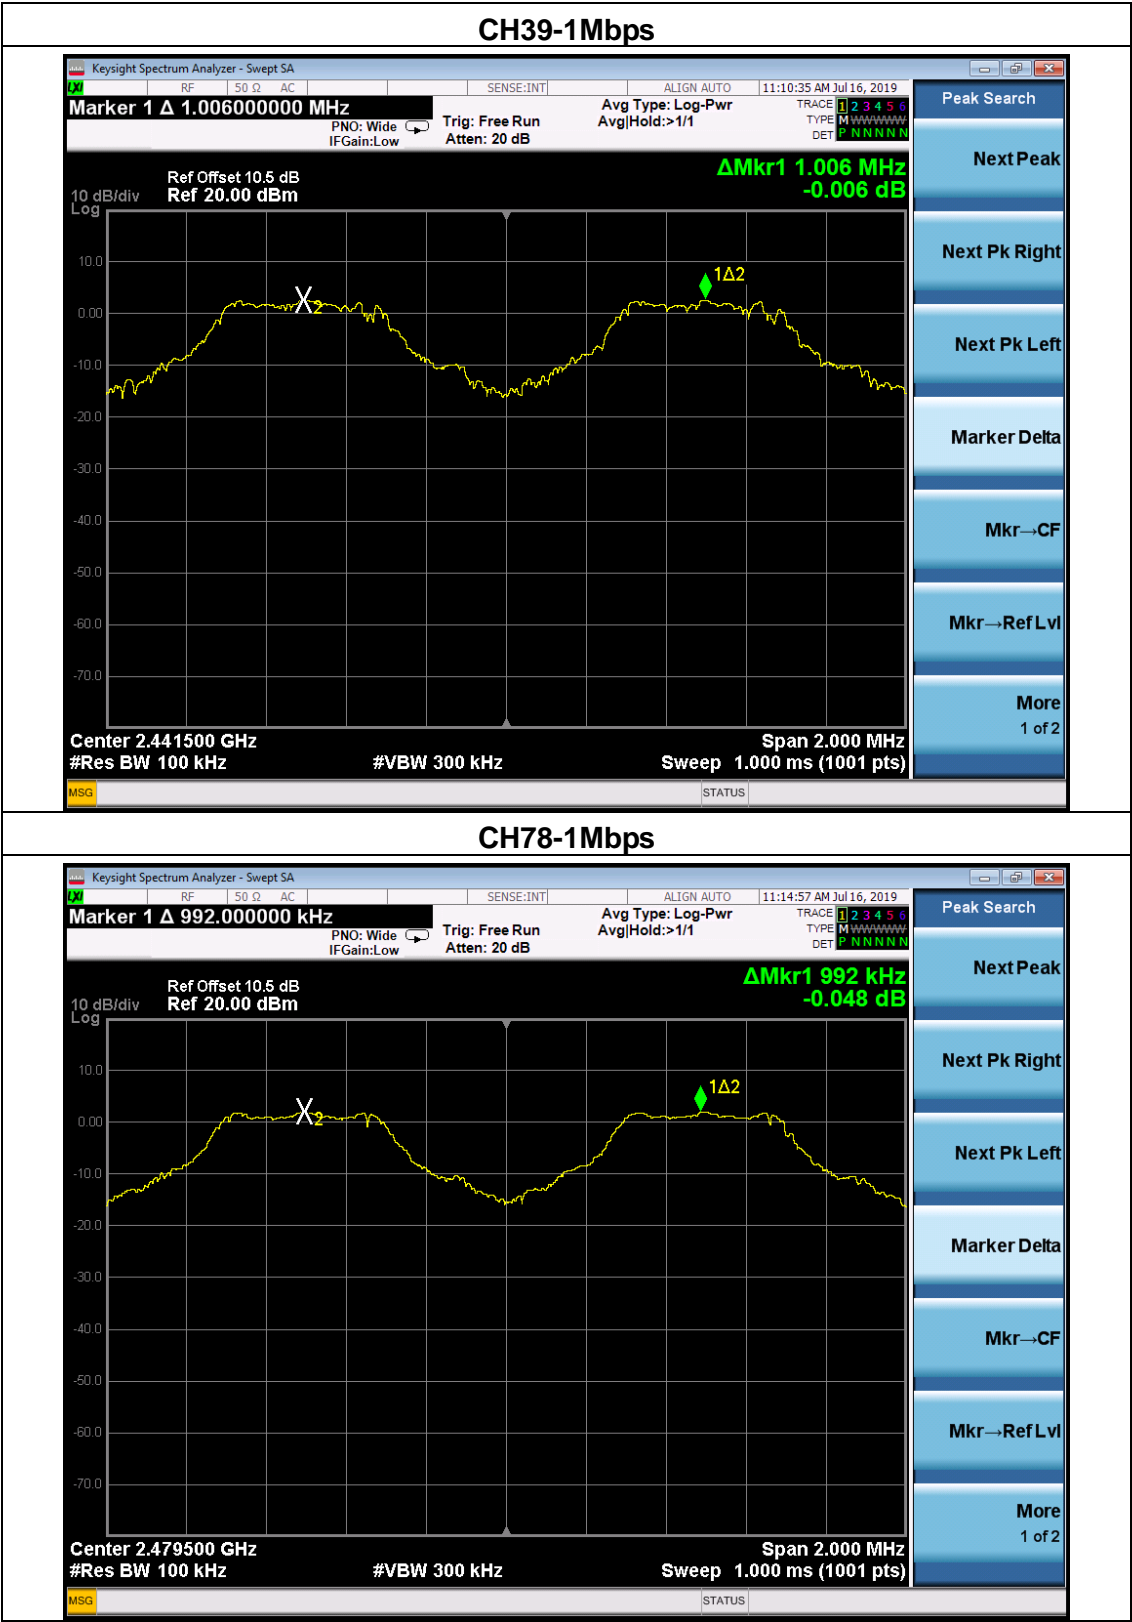 CH39-1Mbps
Keysight Spectrum Analyzer - Swept SA
LXI RF 50 Ω AC SENSE:INT ALIGN AUTO 11:10:35 AM Jul 16, 2019
Marker 1 Δ 1.006000000 MHz
PNO: Wide
IFGain:Low
Trig: Free Run
Atten: 20 dB
Avg Type: Log-Pwr
Avg|Hold:>1/1
TRACE 1 2 3 4 5 6
TYPE M WWWWW
DET P N N N N N
Peak Search
ΔMkr1 1.006 MHz
-0.006 dB
Ref Offset 10.5 dB
10 dB/div Ref 20.00 dBm
Log
10.0
0.00
-10.0
-20.0
-30.0
-40.0
-50.0
-60.0
-70.0
2
1Δ2
Center 2.441500 GHz Span 2.000 MHz
#Res BW 100 kHz #VBW 300 kHz Sweep 1.000 ms (1001 pts)
Next Peak
Next Pk Right
Next Pk Left
Marker Delta
Mkr→CF
Mkr→Ref Lvl
More
1 of 2
MSG STATUS
CH78-1Mbps
Keysight Spectrum Analyzer - Swept SA
LXI RF 50 Ω AC SENSE:INT ALIGN AUTO 11:14:57 AM Jul 16, 2019
Marker 1 Δ 992.000000 kHz
PNO: Wide
IFGain:Low
Trig: Free Run
Atten: 20 dB
Avg Type: Log-Pwr
Avg|Hold:>1/1
TRACE 1 2 3 4 5 6
TYPE M WWWWW
DET P N N N N N
Peak Search
ΔMkr1 992 kHz
-0.048 dB
Ref Offset 10.5 dB
10 dB/div Ref 20.00 dBm
Log
10.0
0.00
-10.0
-20.0
-30.0
-40.0
-50.0
-60.0
-70.0
2
1Δ2
Center 2.479500 GHz Span 2.000 MHz
#Res BW 100 kHz #VBW 300 kHz Sweep 1.000 ms (1001 pts)
Next Peak
Next Pk Right
Next Pk Left
Marker Delta
Mkr→CF
Mkr→Ref Lvl
More
1 of 2
MSG STATUS